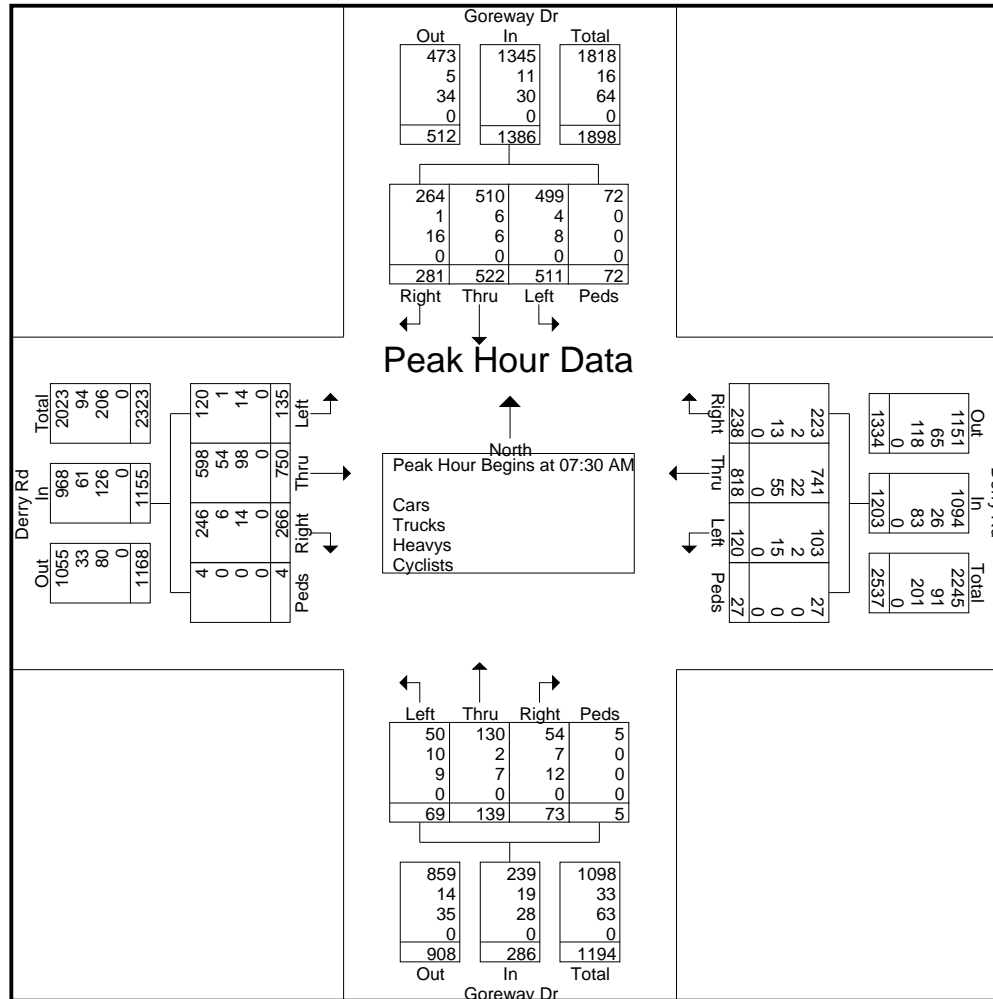 Goreway Dr
Out In Total
473 1345 1818
5 11 16
34 30 64
0 0 0
512 1386 1898
264 510 499 72
1 6 4 0
16 6 8 0
0 0 0 0
281 522 511 72
Right Thru Left Peds
Peak Hour Data
North
Peak Hour Begins at 07:30 AM
Cars
Trucks
Heavys
Cyclists
Derry Rd
Out In Total
1055 968 2023
33 61 94
80 126 206
0 0 0
1168 1155 2323
4 246 598 120
0 6 54 1
0 14 98 14
0 0 0 0
4 266 750 135
Peds Right Thru Left
Out In Total
1151 1094 2245
65 26 91
118 83 201
0 0 0
1334 1203 2537
223 741 103 27
2 22 2 0
13 55 15 0
0 0 0 0
238 818 120 27
Right Thru Left Peds
Left Thru Right Peds
50 130 54 5
10 2 7 0
9 7 12 0
0 0 0 0
69 139 73 5
859 239 1098
14 19 33
35 28 63
0 0 0
908 286 1194
Out In Total
Goreway Dr